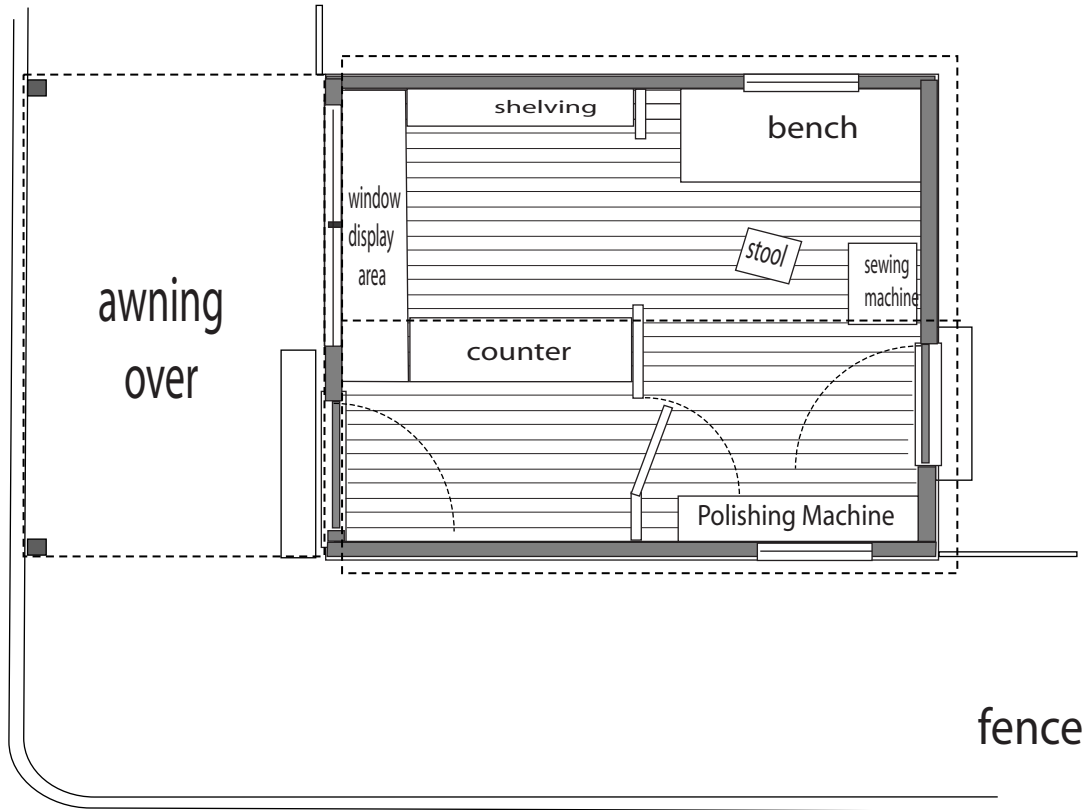 shelving
bench
window
display
area
stool
sewing
machine
awning
over
counter
Polishing Machine
fence